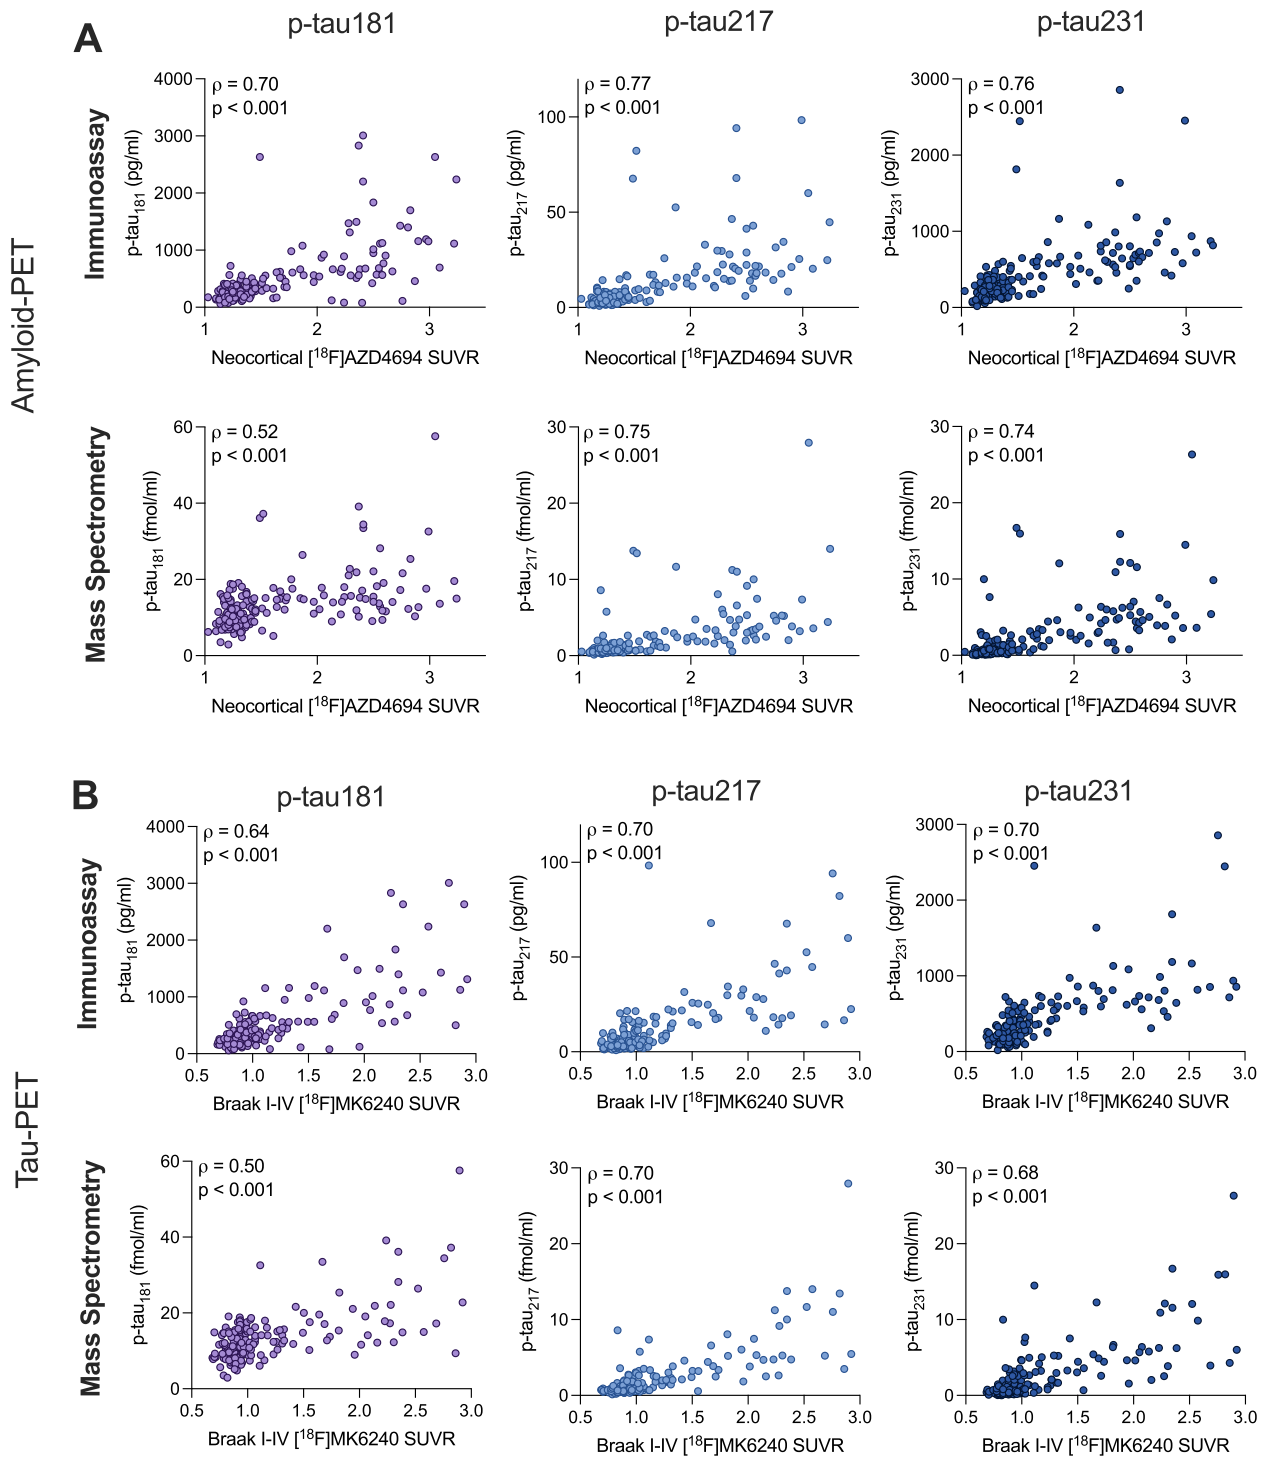 A
p-tau181
p-tau217
p-tau231
Amyloid-PET
Immunoassay
ρ = 0.70
p < 0.001
p-tau181 (pg/ml)
4000
3000
2000
1000
0
1
2
3
Neocortical [18F]AZD4694 SUVR
ρ = 0.77
p < 0.001
p-tau217 (pg/ml)
100
50
0
1
2
3
Neocortical [18F]AZD4694 SUVR
ρ = 0.76
p < 0.001
p-tau231 (pg/ml)
3000
2000
1000
0
1
2
3
Neocortical [18F]AZD4694 SUVR
Mass Spectrometry
ρ = 0.52
p < 0.001
p-tau181 (fmol/ml)
60
40
20
0
1
2
3
Neocortical [18F]AZD4694 SUVR
ρ = 0.75
p < 0.001
p-tau217 (fmol/ml)
30
20
10
0
1
2
3
Neocortical [18F]AZD4694 SUVR
ρ = 0.74
p < 0.001
p-tau231 (fmol/ml)
30
20
10
0
1
2
3
Neocortical [18F]AZD4694 SUVR
B
p-tau181
p-tau217
p-tau231
Tau-PET
Immunoassay
ρ = 0.64
p < 0.001
p-tau181 (pg/ml)
4000
3000
2000
1000
0
0.5
1.0
1.5
2.0
2.5
3.0
Braak I-IV [18F]MK6240 SUVR
ρ = 0.70
p < 0.001
p-tau217 (pg/ml)
100
50
0
0.5
1.0
1.5
2.0
2.5
3.0
Braak I-IV [18F]MK6240 SUVR
ρ = 0.70
p < 0.001
p-tau231 (pg/ml)
3000
2000
1000
0
0.5
1.0
1.5
2.0
2.5
3.0
Braak I-IV [18F]MK6240 SUVR
Mass Spectrometry
ρ = 0.50
p < 0.001
p-tau181 (fmol/ml)
60
40
20
0
0.5
1.0
1.5
2.0
2.5
3.0
Braak I-IV [18F]MK6240 SUVR
ρ = 0.70
p < 0.001
p-tau217 (fmol/ml)
30
20
10
0
0.5
1.0
1.5
2.0
2.5
3.0
Braak I-IV [18F]MK6240 SUVR
ρ = 0.68
p < 0.001
p-tau231 (fmol/ml)
30
20
10
0
0.5
1.0
1.5
2.0
2.5
3.0
Braak I-IV [18F]MK6240 SUVR